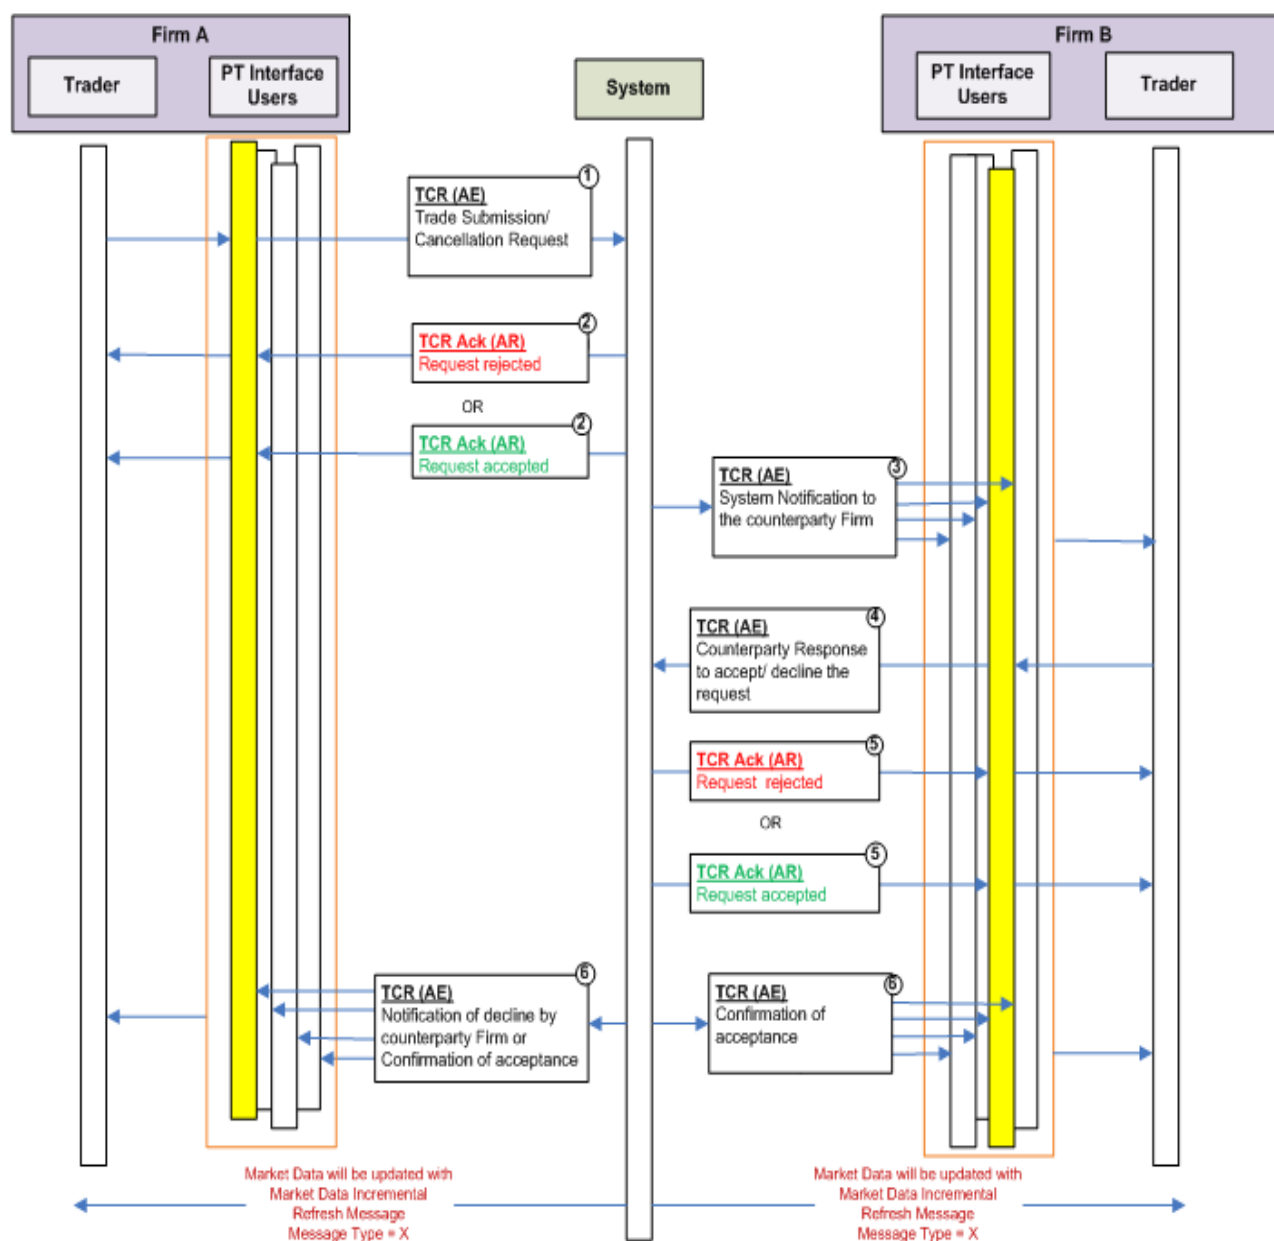 Firm A
Trader
PT Interface
Users
System
Firm B
PT Interface
Users
Trader
1
TCR (AE)
Trade Submission/
Cancellation Request
2
TCR Ack (AR)
Request rejected
OR
2
TCR Ack (AR)
Request accepted
3
TCR (AE)
System Notification to
the counterparty Firm
4
TCR (AE)
Counterparty Response
to accept/ decline the
request
5
TCR Ack (AR)
Request rejected
OR
5
TCR Ack (AR)
Request accepted
6
TCR (AE)
Notification of decline by
counterparty Firm or
Confirmation of acceptance
6
TCR (AE)
Confirmation of
acceptance
Market Data will be updated with
Market Data Incremental
Refresh Message
Message Type = X
Market Data will be updated with
Market Data Incremental
Refresh Message
Message Type = X